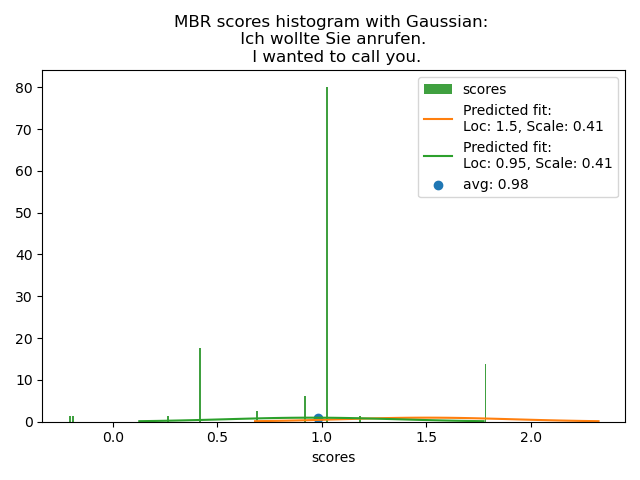 MBR scores histogram with Gaussian:
Ich wollte Sie anrufen.
I wanted to call you.
80
70
60
50
40
30
20
10
0
scores
Predicted fit:
Loc: 1.5, Scale: 0.41
Predicted fit:
Loc: 0.95, Scale: 0.41
avg: 0.98
0.0 0.5 1.0 1.5 2.0
scores